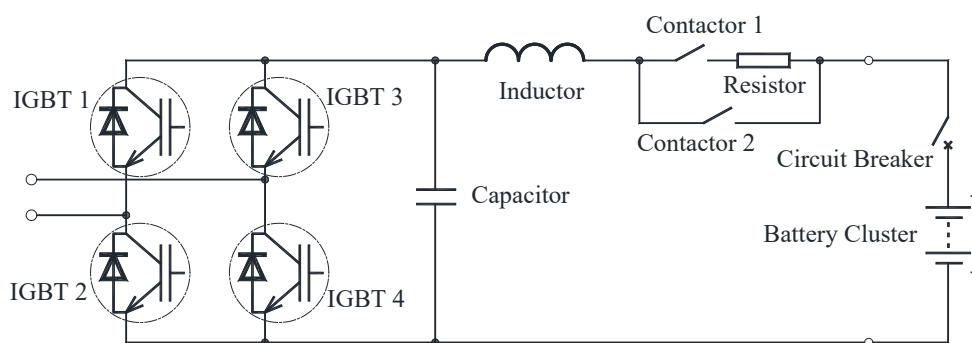 Contactor 1
IGBT 1
IGBT 3
Inductor
Resistor
Contactor 2
Circuit Breaker
Capacitor
Battery Cluster
IGBT 2
IGBT 4